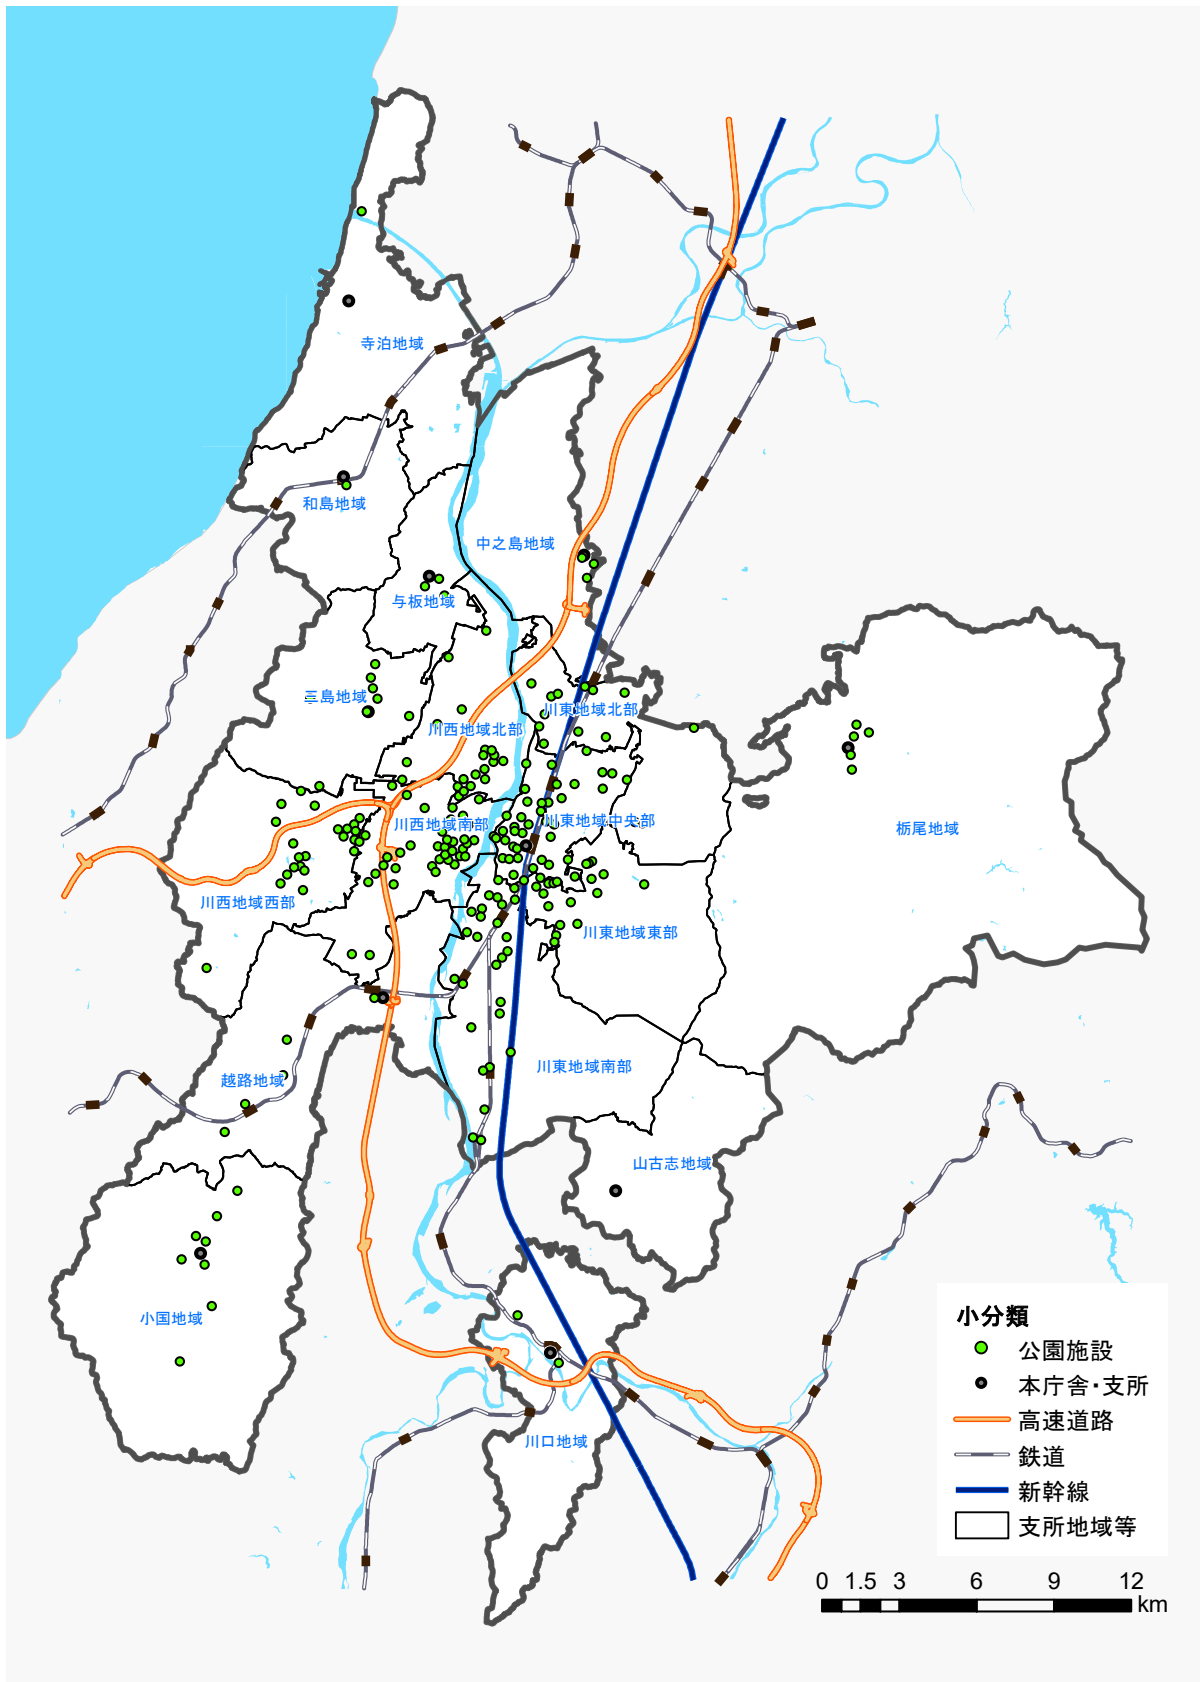 寺泊地域
和島地域
中之島地域
与板地域
三島地域
川東地域北部
川西地域北部
川西地域南部
川東地域中央部
栃尾地域
川西地域西部
川東地域東部
川東地域南部
越路地域
山古志地域
小国地域
川口地域
小分類
公園施設
本庁舎・支所
高速道路
鉄道
新幹線
支所地域等
0 1.5 3 6 9 12
km